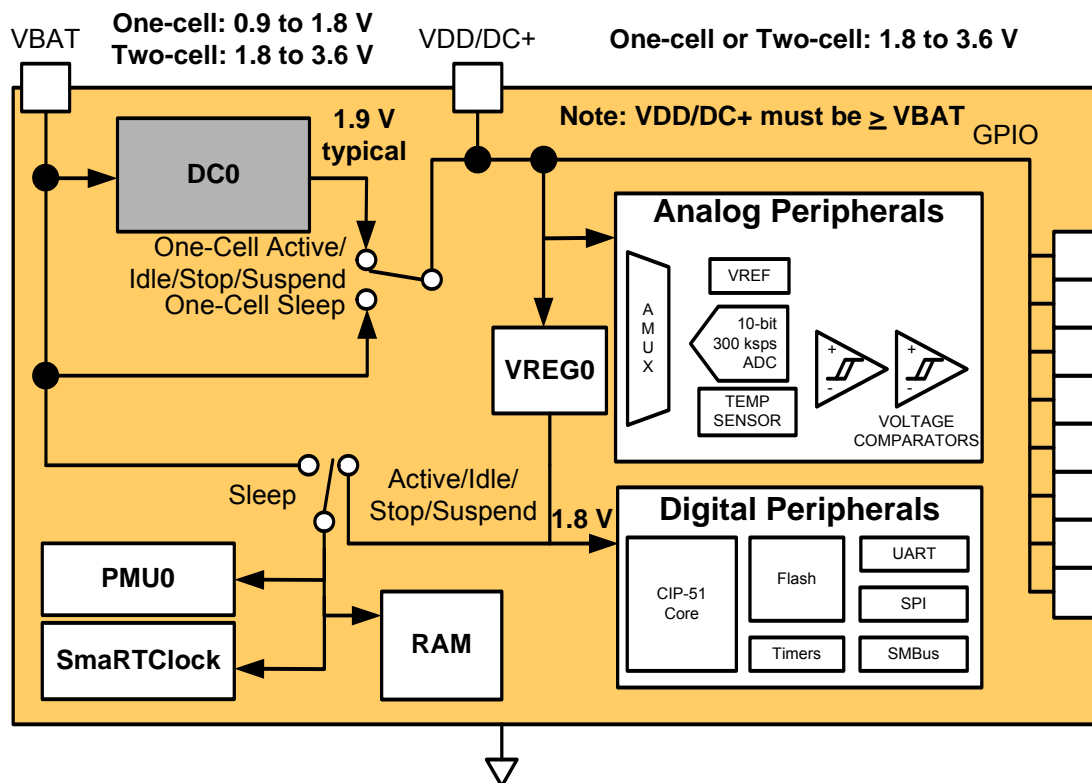 One-cell: 0.9 to 1.8 V
VBAT
Two-cell: 1.8 to 3.6 V
VDD/DC+
One-cell or Two-cell: 1.8 to 3.6 V
Note: VDD/DC+ must be ≥ VBAT
GPIO
1.9 V
typical
DC0
One-Cell Active/
Idle/Stop/Suspend
One-Cell Sleep
VREG0
Analog Peripherals
A
M
U
X
VREF
10-bit
300 ksps
ADC
TEMP
SENSOR
+
-
+
-
VOLTAGE
COMPARATORS
Sleep
Active/Idle/
Stop/Suspend
1.8 V
Digital Peripherals
CIP-51
Core
Flash
Timers
UART
SPI
SMBus
PMU0
SmaRTClock
RAM